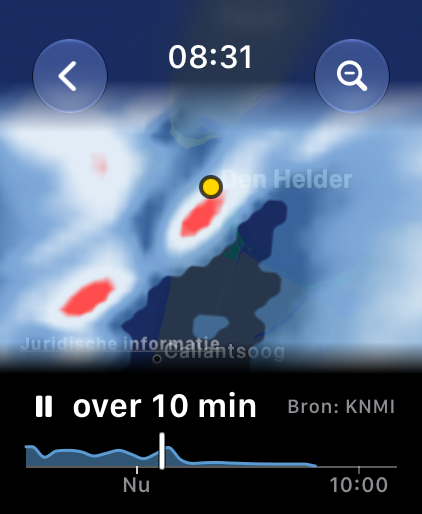 08:31
Den Helder
Juridische informatie
Callantsoog
over 10 min
Bron: KNMI
Nu
10:00